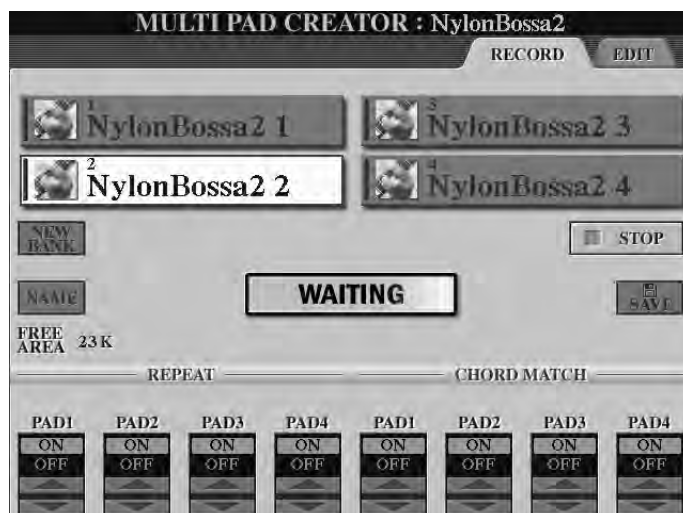 MULTI PAD CREATOR : NylonBossa2
RECORD EDIT
1 NylonBossa2 1
3 NylonBossa2 3
2 NylonBossa2 2
4 NylonBossa2 4
NEW
BANK
STOP
NAME
WAITING
SAVE
FREE
AREA 23K
REPEAT CHORD MATCH
PAD1 PAD2 PAD3 PAD4 PAD1 PAD2 PAD3 PAD4
ON ON ON ON ON ON ON ON
OFF OFF OFF OFF OFF OFF OFF OFF